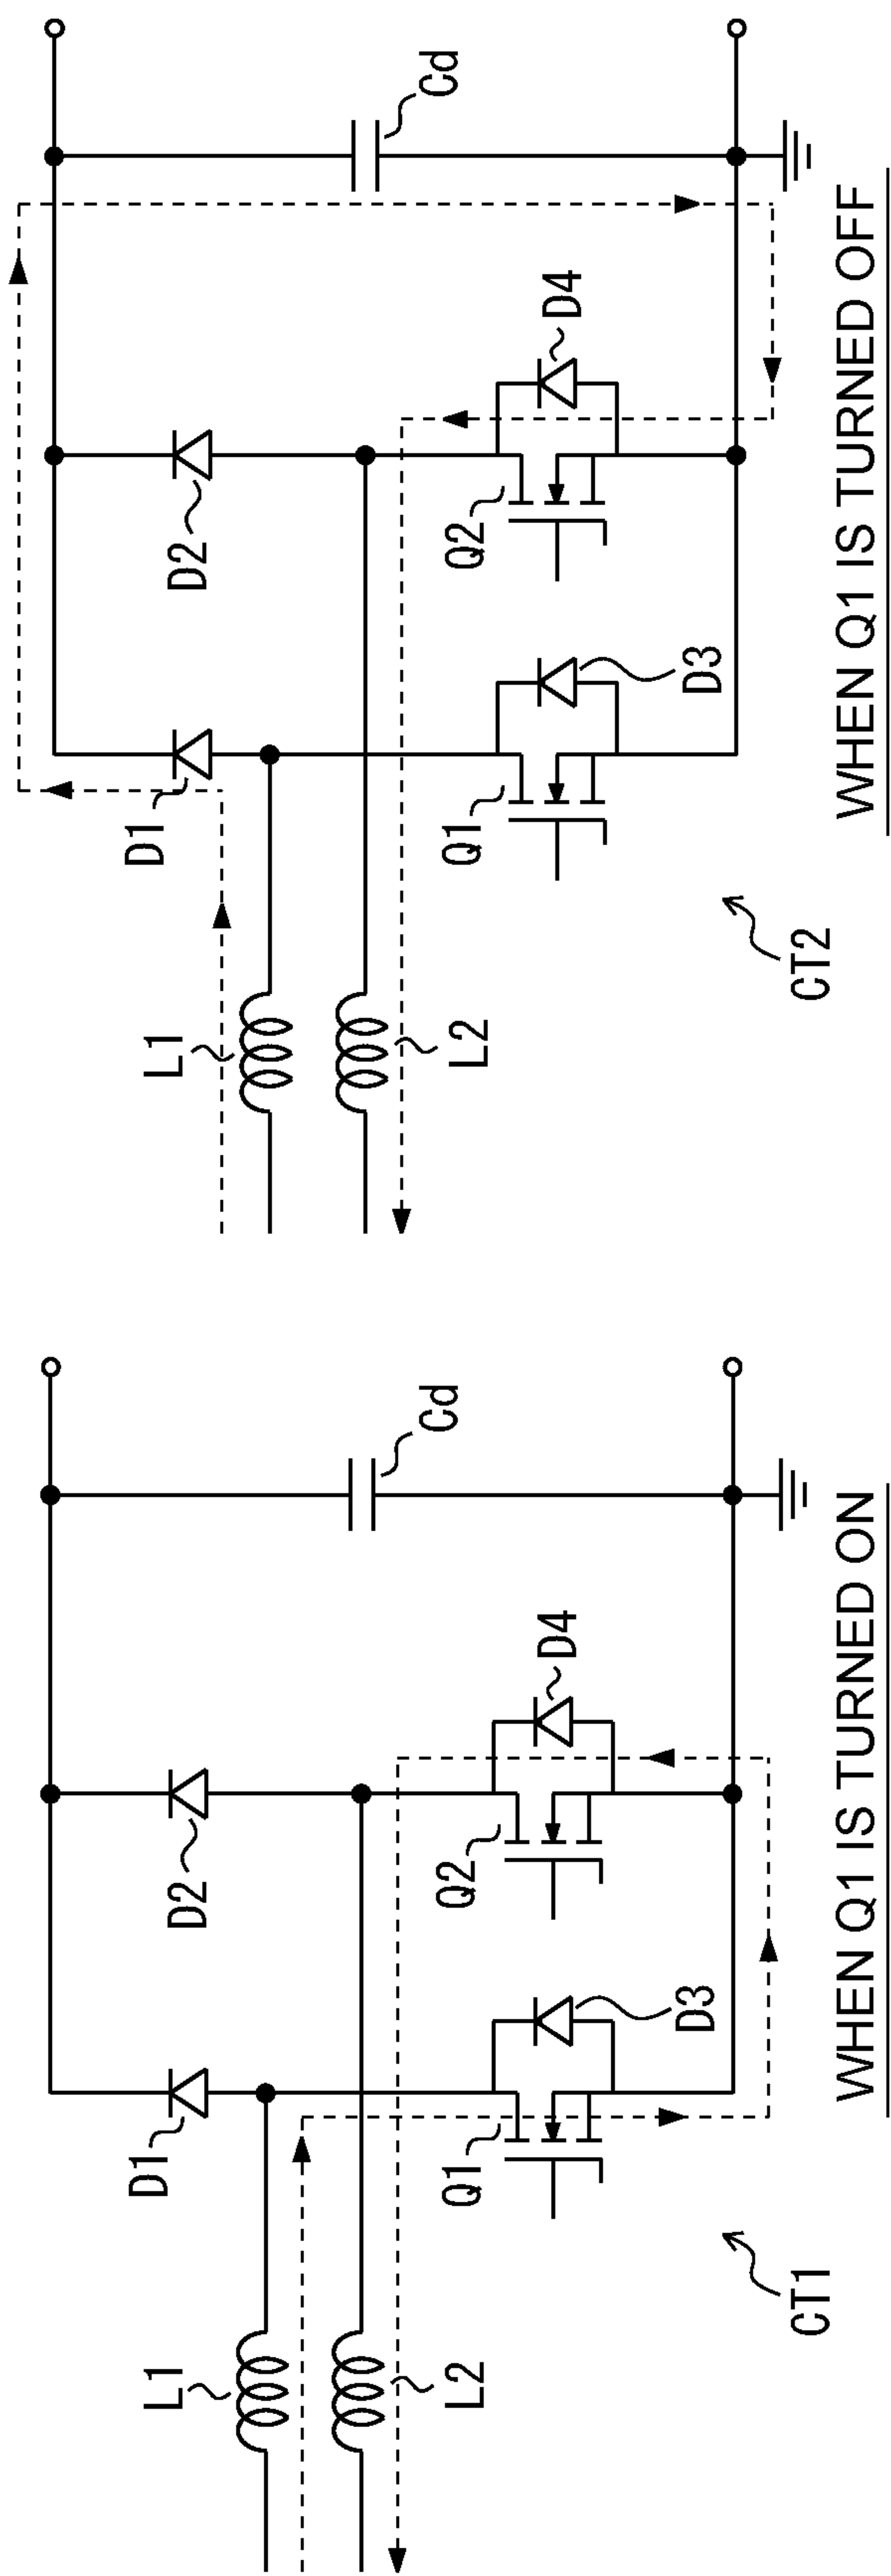 L1
L2
D1
D2
Q1
Q2
D3
D4
Cd
CT1
WHEN Q1 IS TURNED ON
L1
L2
D1
D2
Q1
Q2
D3
D4
Cd
CT2
WHEN Q1 IS TURNED OFF